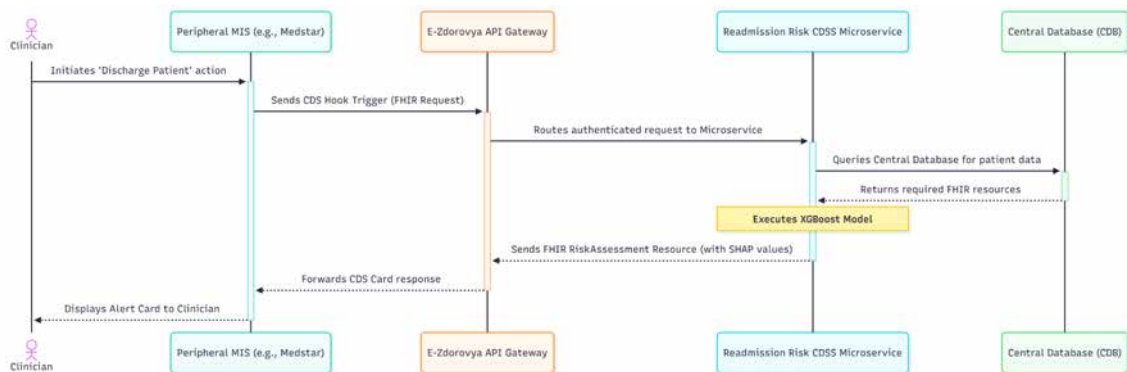 Clinician
Peripheral MIS (e.g., Medstar)
E-Zdorovya API Gateway
Readmission Risk CDSS Microservice
Central Database (CDB)
Initiates 'Discharge Patient' action
Sends CDS Hook Trigger (FHIR Request)
Routes authenticated request to Microservice
Queries Central Database for patient data
Returns required FHIR resources
Executes XGBoost Model
Sends FHIR RiskAssessment Resource (with SHAP values)
Forwards CDS Card response
Displays Alert Card to Clinician
Clinician
Peripheral MIS (e.g., Medstar)
E-Zdorovya API Gateway
Readmission Risk CDSS Microservice
Central Database (CDB)